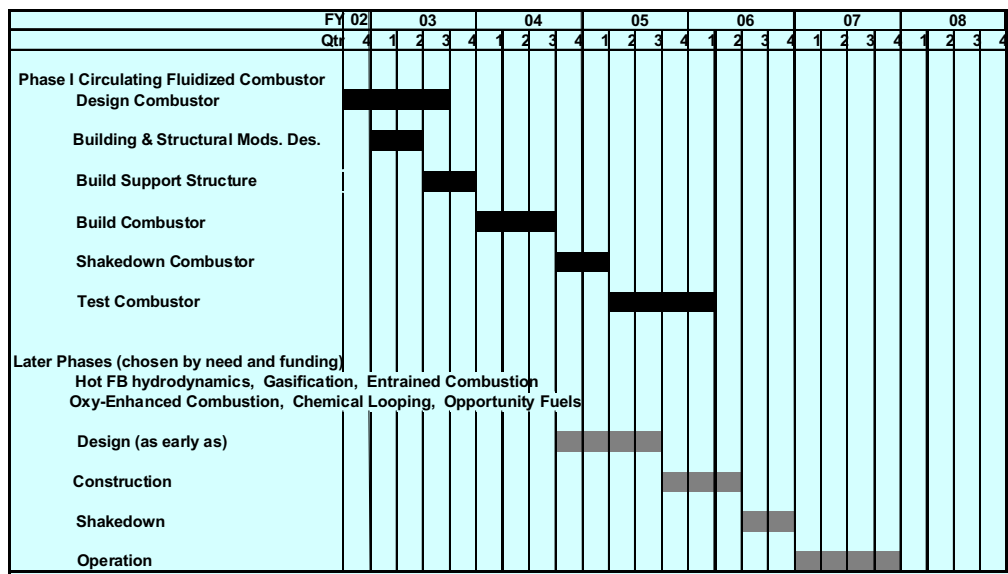 FY 02 03 04 05 06 07 08
Qtr 4 1 2 3 4 1 2 3 4 1 2 3 4 1 2 3 4 1 2 3 4 1 2 3 4
Phase I Circulating Fluidized Combustor
Design Combustor
Building & Structural Mods. Des.
Build Support Structure
Build Combustor
Shakedown Combustor
Test Combustor
Later Phases (chosen by need and funding)
Hot FB hydrodynamics, Gasification, Entrained Combustion
Oxy-Enhanced Combustion, Chemical Looping, Opportunity Fuels
Design (as early as)
Construction
Shakedown
Operation